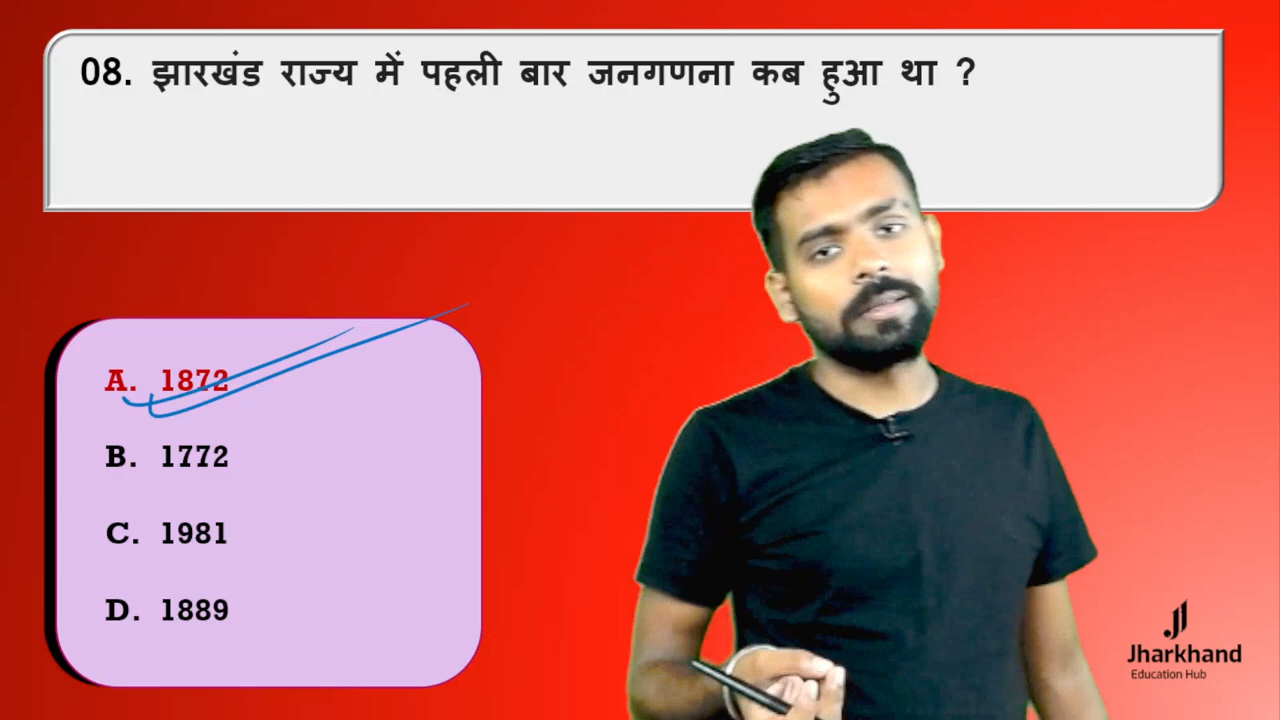 08. झारखंड राज्य में पहली बार जनगणना कब हुआ था ?
A. 1872
B. 1772
C. 1981
D. 1889
Jharkhand
Education Hub